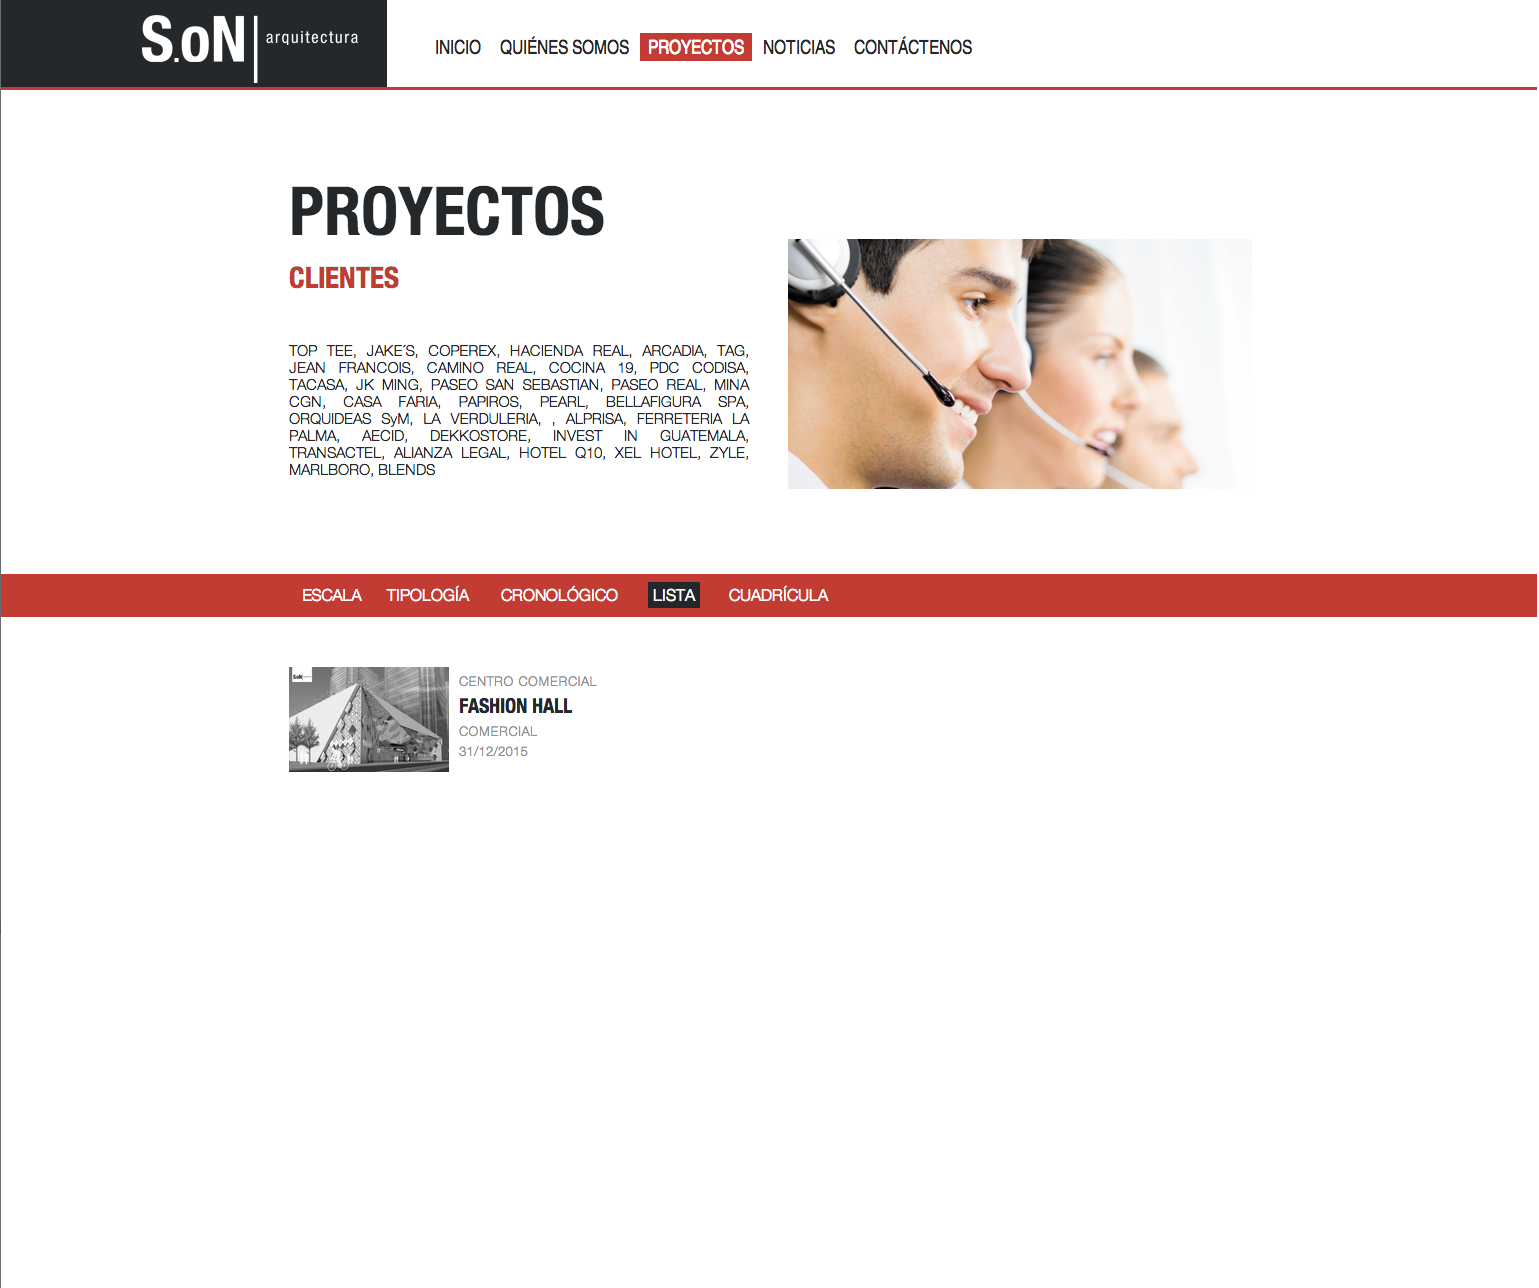 S.oN arquitectura
INICIO QUIÉNES SOMOS PROYECTOS NOTICIAS CONTÁCTENOS
PROYECTOS
CLIENTES
TOP TEE, JAKE´S, COPEREX, HACIENDA REAL, ARCADIA, TAG,
JEAN FRANCOIS, CAMINO REAL, COCINA 19, PDC CODISA,
TACASA, JK MING, PASEO SAN SEBASTIAN, PASEO REAL, MINA
CGN, CASA FARIA, PAPIROS, PEARL, BELLAFIGURA SPA,
ORQUIDEAS SyM, LA VERDULERIA, , ALPRISA, FERRETERIA LA
PALMA, AECID, DEKKOSTORE, INVEST IN GUATEMALA,
TRANSACTEL, ALIANZA LEGAL, HOTEL Q10, XEL HOTEL, ZYLE,
MARLBORO, BLENDS
ESCALA TIPOLOGÍA CRONOLÓGICO LISTA CUADRÍCULA
S.oN
CENTRO COMERCIAL
FASHION HALL
COMERCIAL
31/12/2015